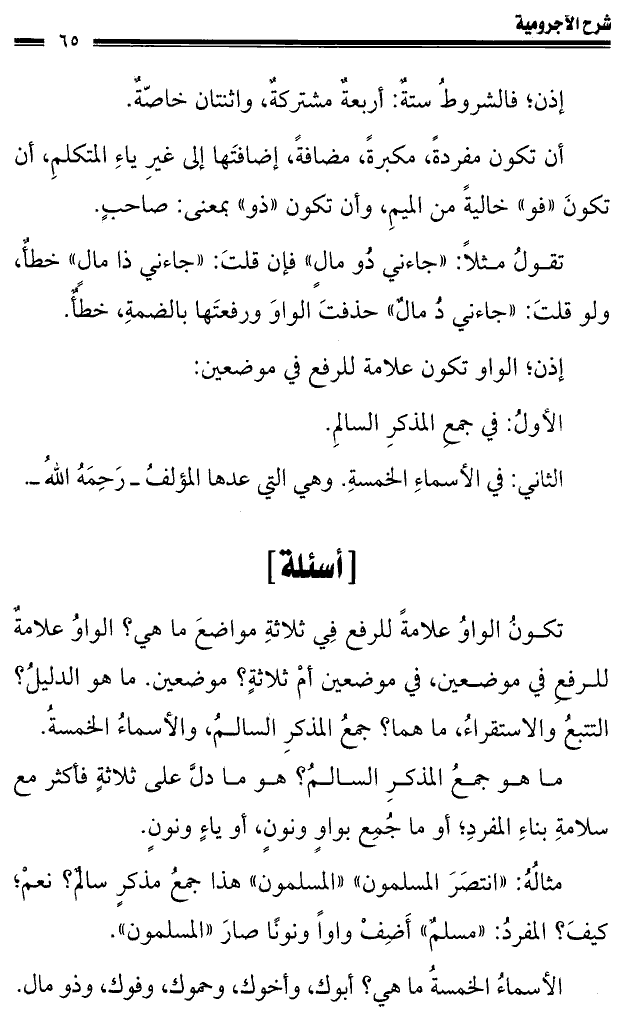 شرح الآجرومية
٦٥
إذن؛ فالشروطُ ستةٌ: أربعةٌ مشتركةٌ، واثنتان خاصّةٌ.
أن تكون مفردةً، مكبرةً، مضافةً، إضافتَها إلى غيرِ ياءِ المتكلمِ، أن
تكونَ «فو» خاليةً من الميمِ، وأن تكون «ذو» بمعنى: صاحبٍ.
تقولُ مثلاً: «جاءني ذُو مالٍ» فإن قلتَ: «جاءني ذا مالٍ» خطأٌ،
ولو قلتَ: «جاءني ذُ مالٌ» حذفتَ الواوَ ورفعتَها بالضمةِ، خطأٌ.
إذن؛ الواو تكون علامة للرفع في موضعين:
الأولُ: في جمعِ المذكرِ السالمِ.
الثاني: في الأسماءِ الخمسةِ. وهي التي عدها المؤلفُ ـ رَحِمَهُ اللهُ ـ.
[أسئلة]
تكونُ الواوُ علامةً للرفع فِي ثلاثةِ مواضعَ ما هي؟ الواوُ علامةٌ
للرفع في موضعين، في موضعين أمْ ثلاثةٍ؟ موضعين. ما هو الدليلُ؟
التتبعُ والاستقراءُ، ما هما؟ جمعُ المذكرِ السالمُ، والأسماءُ الخمسةُ.
ما هو جمعُ المذكرِ السالمُ؟ هو ما دلَّ على ثلاثةٍ فأكثر مع
سلامةِ بناءِ المفردِ؛ أو ما جُمِع بواوٍ ونونٍ، أو ياءٍ ونونٍ.
مثالُهُ: «انتصَرَ المسلمون» «المسلمون» هذا جمعُ مذكرٍ سالمٌ؟ نعمْ؛
كيفَ؟ المفردُ: «مسلمٌ» أَضِفْ واواً ونونًا صارَ «المسلمون».
الأسماءُ الخمسةُ ما هي؟ أبوك، وأخوك، وحموك، وفوك، وذو مال.